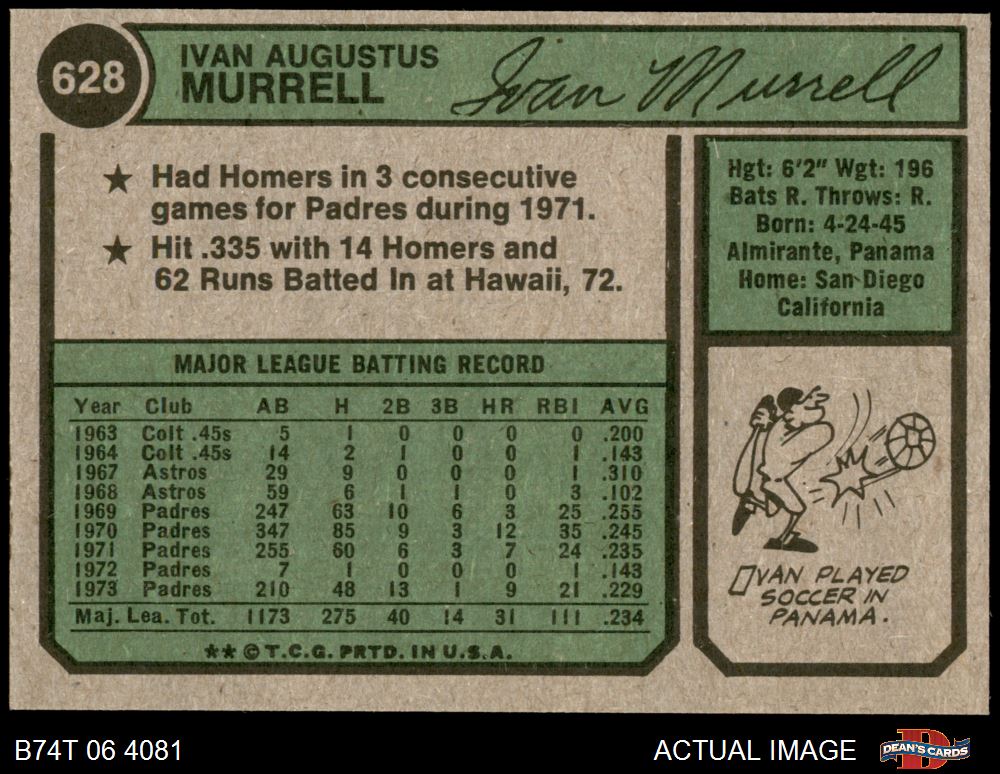 628
IVAN AUGUSTUS
MURRELL
Ivan Murrell
★ Had Homers in 3 consecutive
games for Padres during 1971.
★ Hit .335 with 14 Homers and
62 Runs Batted In at Hawaii, 72.
Hgt: 6'2" Wgt: 196
Bats R. Throws: R.
Born: 4-24-45
Almirante, Panama
Home: San Diego
California
MAJOR LEAGUE BATTING RECORD
Year Club AB H 2B 3B HR RBI AVG
1963 Colt .45s 5 1 0 0 0 0 .200
1964 Colt .45s 14 2 1 0 0 1 .143
1967 Astros 29 9 0 0 0 1 .310
1968 Astros 59 6 1 1 0 3 .102
1969 Padres 247 63 10 6 3 25 .255
1970 Padres 347 85 9 3 12 35 .245
1971 Padres 255 60 6 3 7 24 .235
1972 Padres 7 1 0 0 0 1 .143
1973 Padres 210 48 13 1 9 21 .229
Maj. Lea. Tot. 1173 275 40 14 31 111 .234
** © T.C.G. PRTD. IN U.S.A.
IVAN PLAYED
SOCCER IN
PANAMA.
B74T 06 4081
ACTUAL IMAGE
DEAN'S CARDS